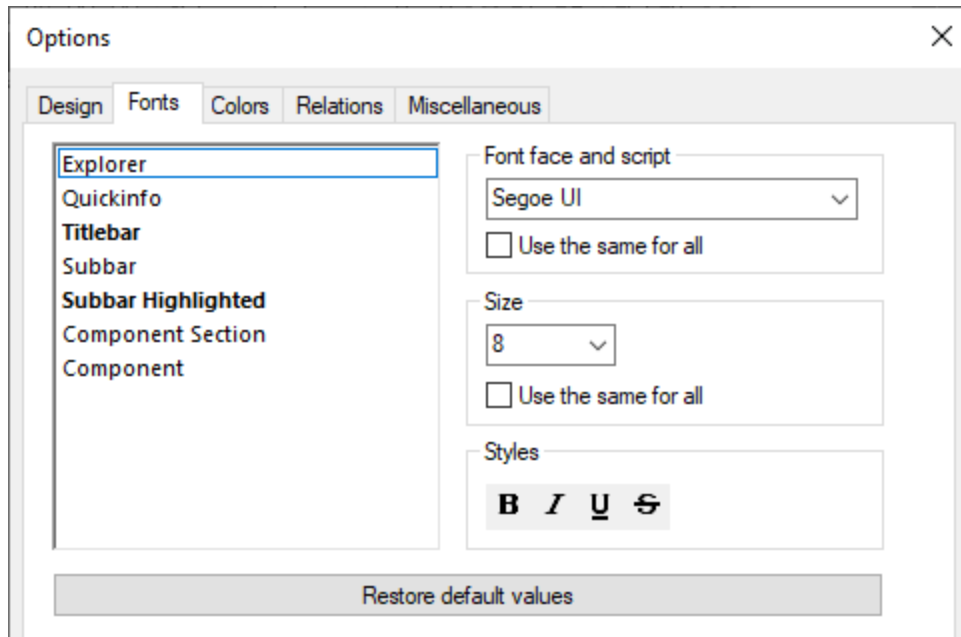 Options
Design Fonts Colors Relations Miscellaneous
Explorer
Quickinfo
Titlebar
Subbar
Subbar Highlighted
Component Section
Component
Font face and script
Segoe UI
Use the same for all
Size
8
Use the same for all
Styles
B I U S
Restore default values